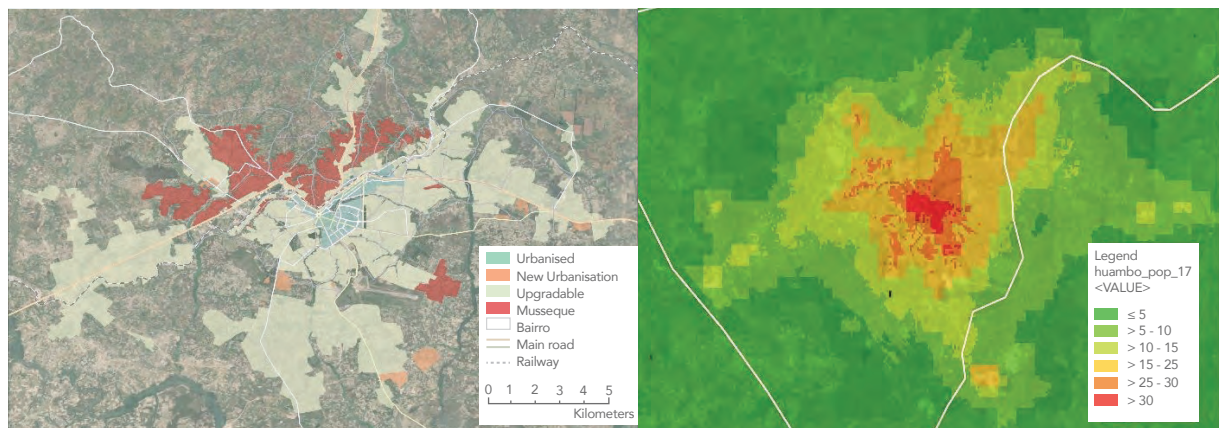 Urbanised
New Urbanisation
Upgradable
Musseque
Bairro
Main road
Railway
0 1 2 3 4 5
Kilometers
Legend
huambo_pop_17
<VALUE>
≤ 5
> 5 - 10
> 10 - 15
> 15 - 25
> 25 - 30
> 30